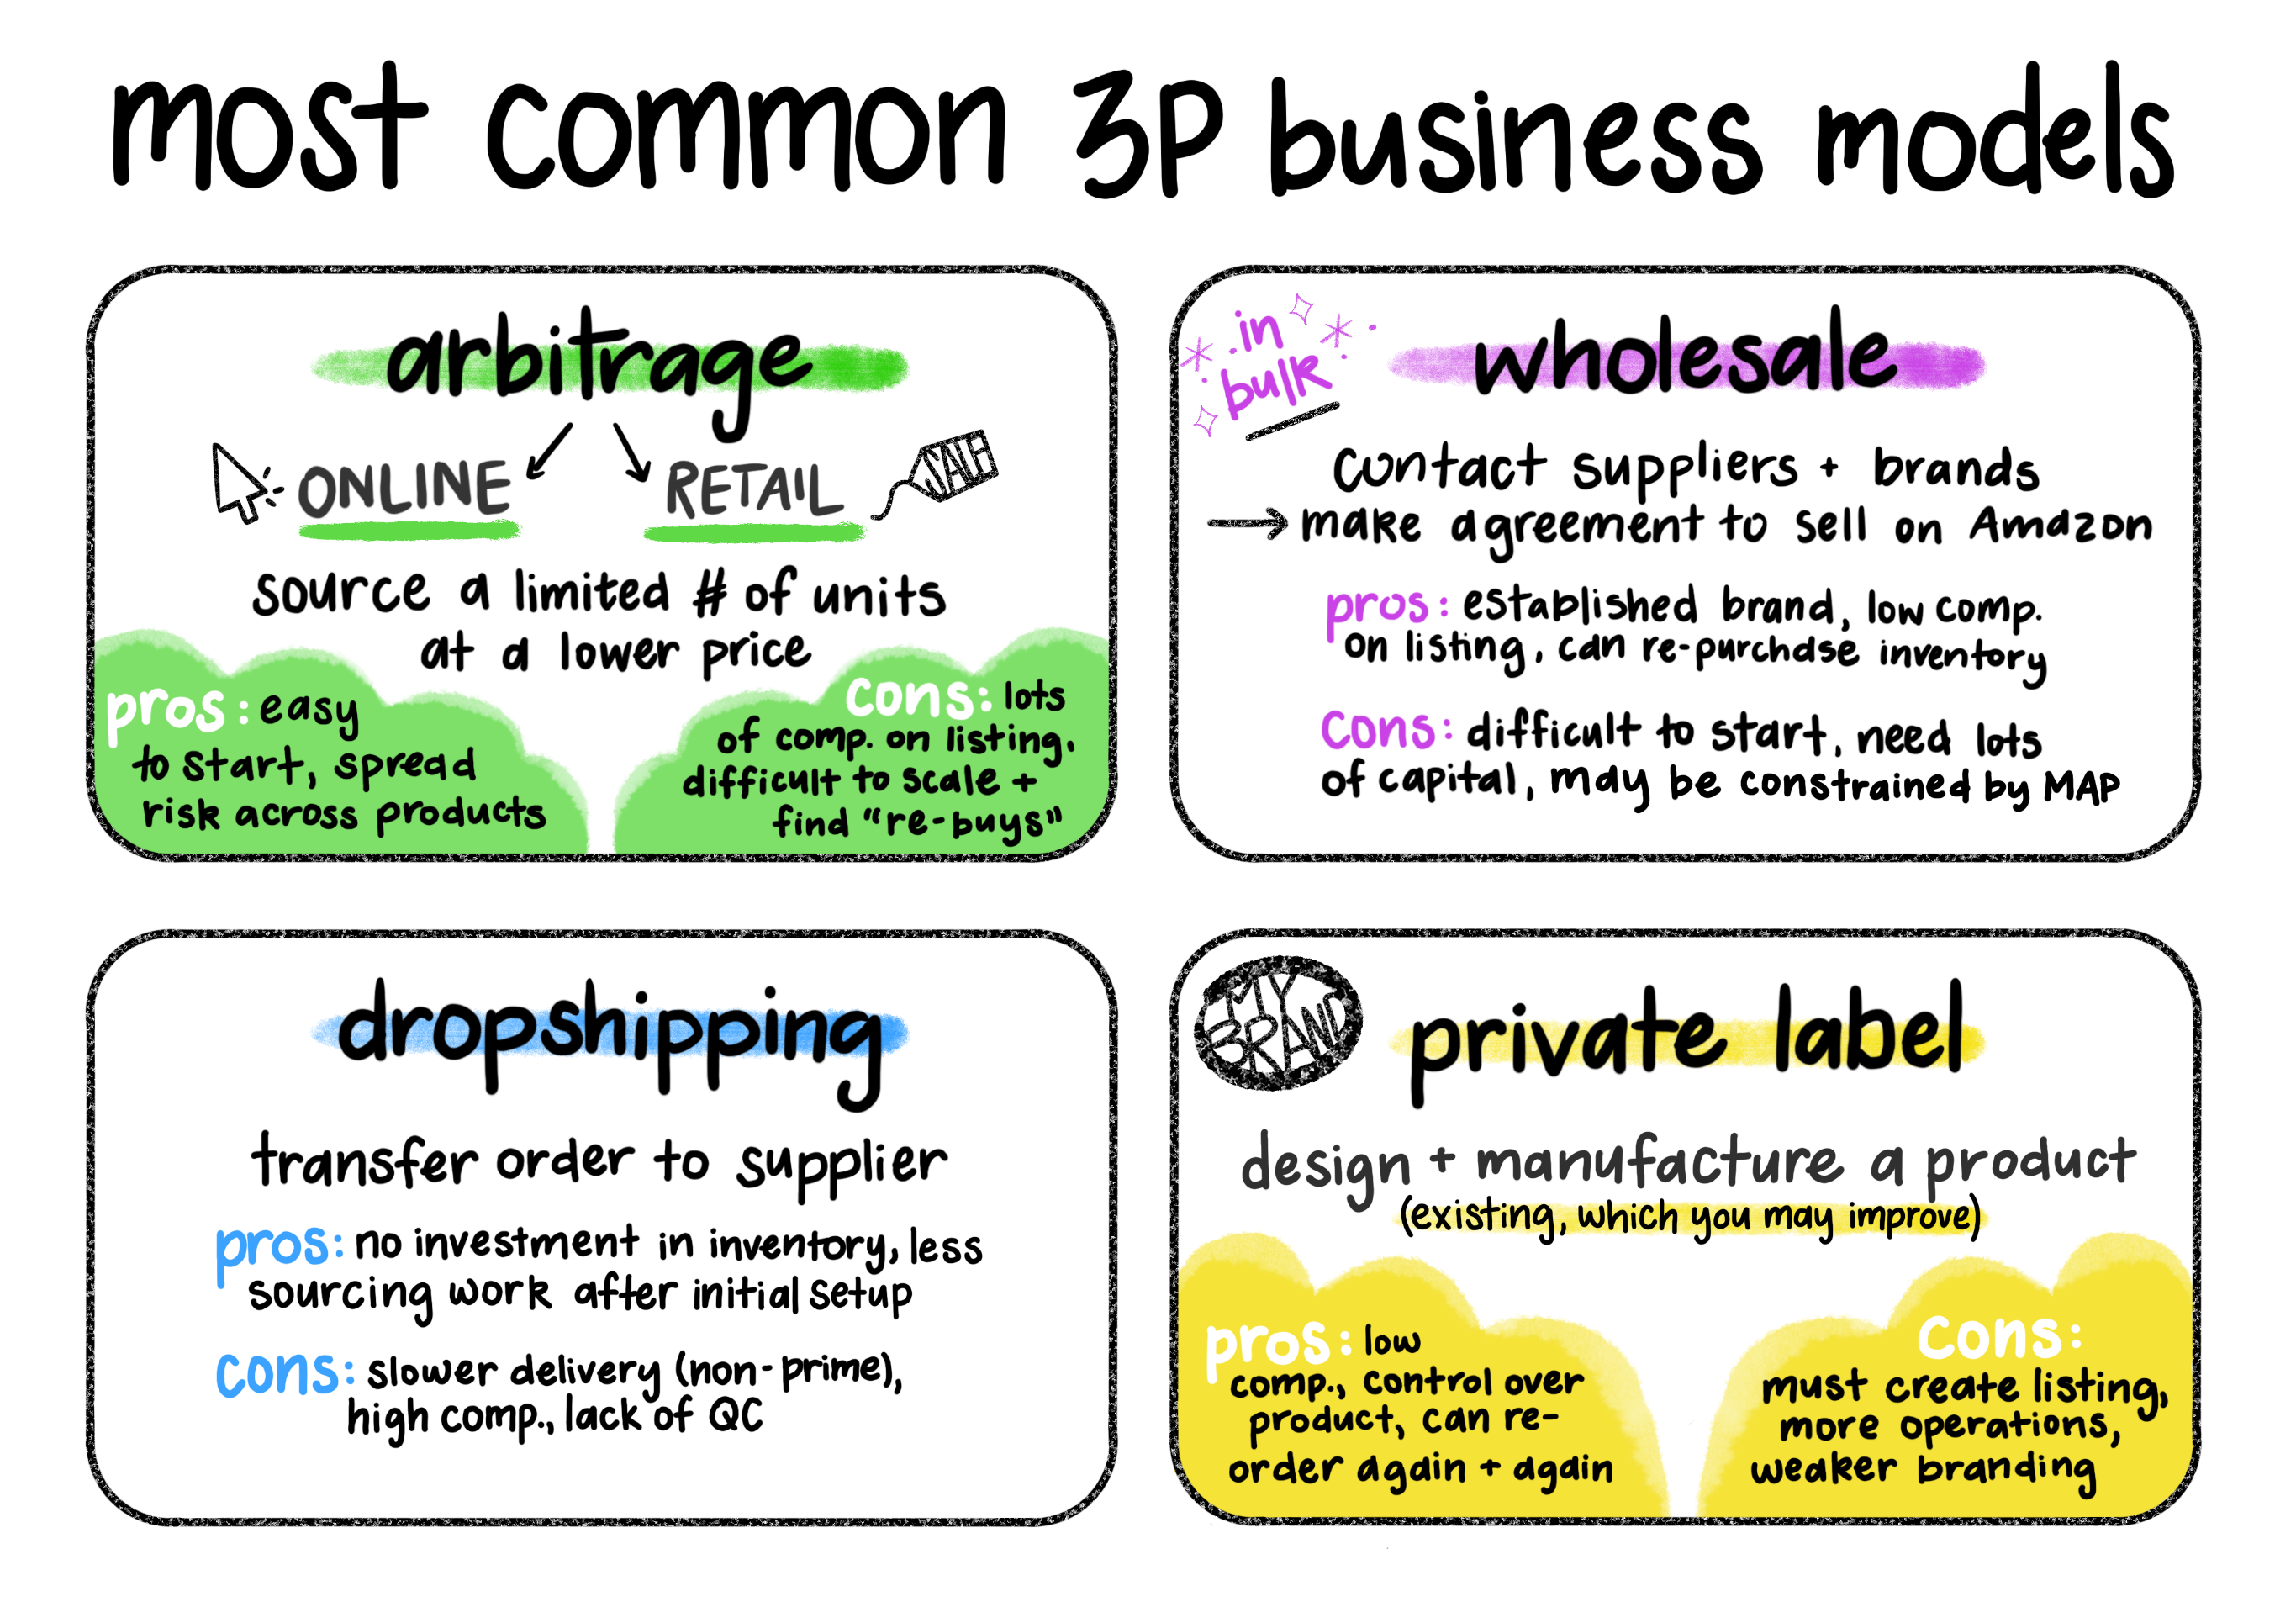 most common 3P business models
arbitrage
ONLINE
RETAIL
SALE
source a limited # of units
at a lower price
pros: easy
to start, spread
risk across products
cons: lots
of comp. on listing,
difficult to scale +
find "re-buys"
in
bulk
wholesale
contact suppliers + brands
→ make agreement to sell on Amazon
pros: established brand, low comp.
on listing, can re-purchase inventory
cons: difficult to start, need lots
of capital, may be constrained by MAP
dropshipping
transfer order to supplier
pros: no investment in inventory, less
sourcing work after initial setup
cons: slower delivery (non-prime),
high comp., lack of QC
MY
BRAND
private label
design + manufacture a product
(existing, which you may improve)
pros: low
comp., control over
product, can re-
order again + again
cons:
must create listing,
more operations,
weaker branding